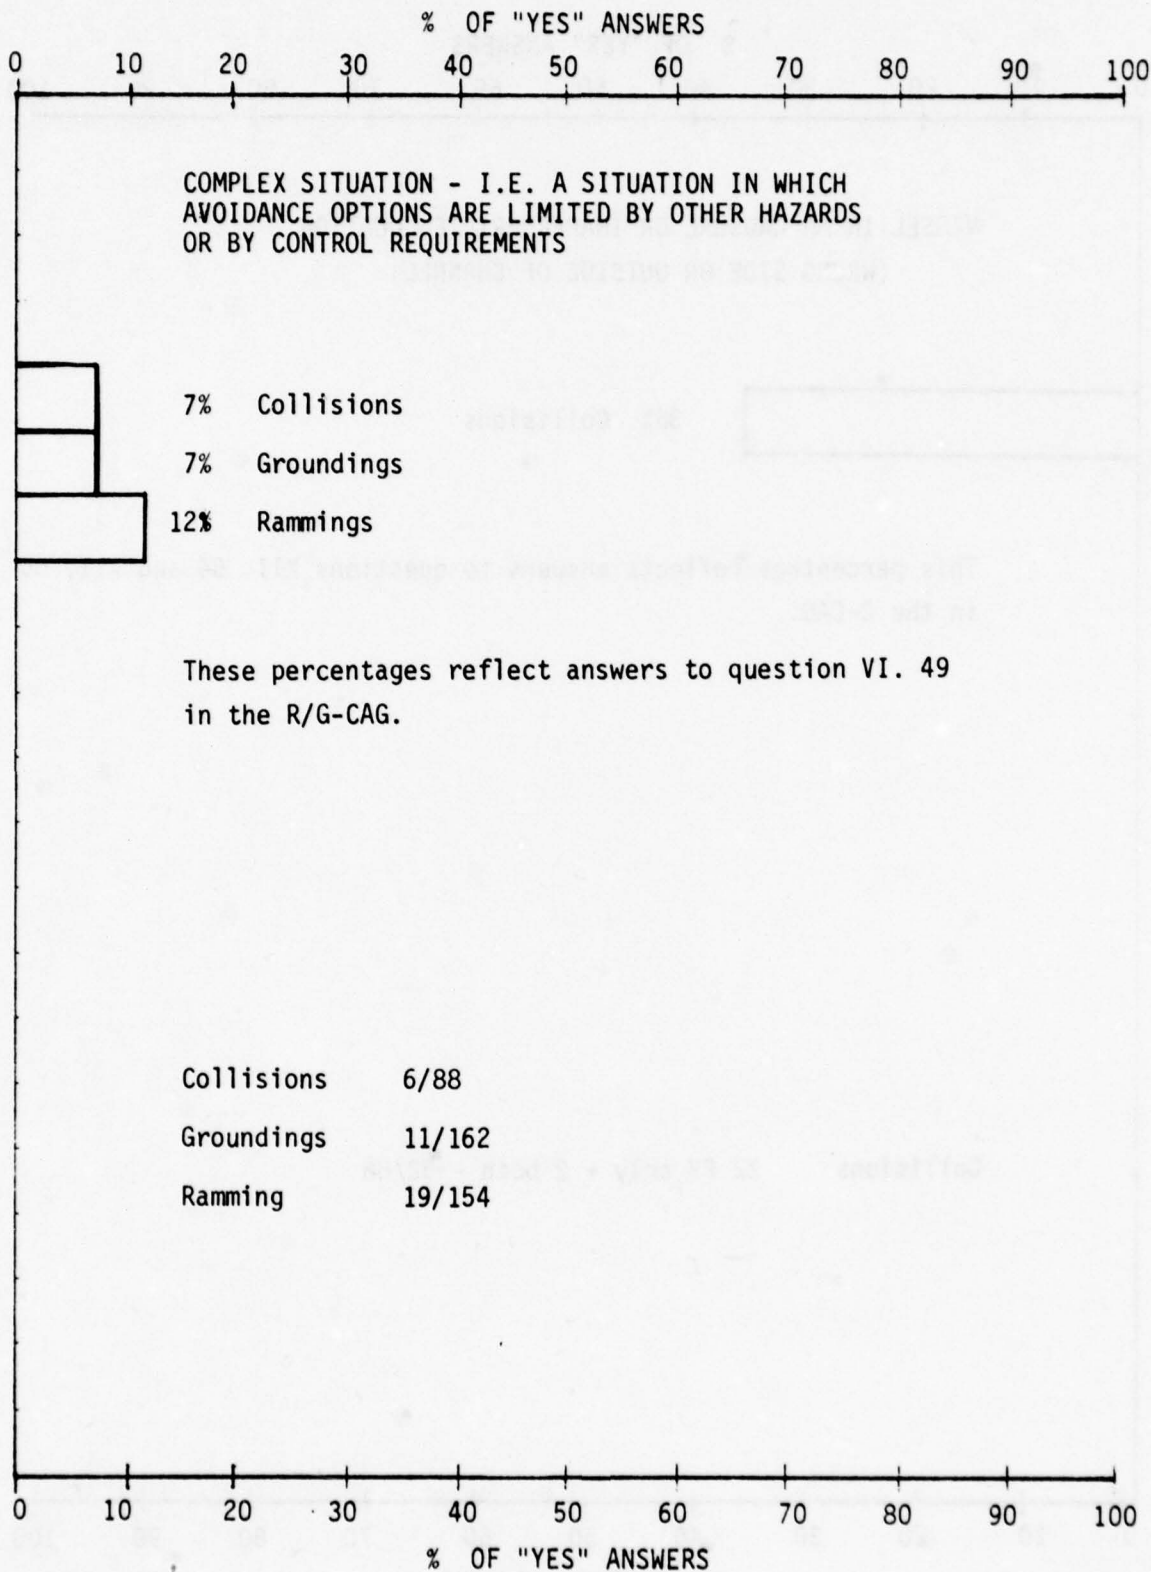 % OF "YES" ANSWERS
0 10 20 30 40 50 60 70 80 90 100
COMPLEX SITUATION - I.E. A SITUATION IN WHICH
AVOIDANCE OPTIONS ARE LIMITED BY OTHER HAZARDS
OR BY CONTROL REQUIREMENTS
7% Collisions
7% Groundings
12% Rammings
These percentages reflect answers to question VI. 49
in the R/G-CAG.
Collisions 6/88
Groundings 11/162
Ramming 19/154
0 10 20 30 40 50 60 70 80 90 100
% OF "YES" ANSWERS